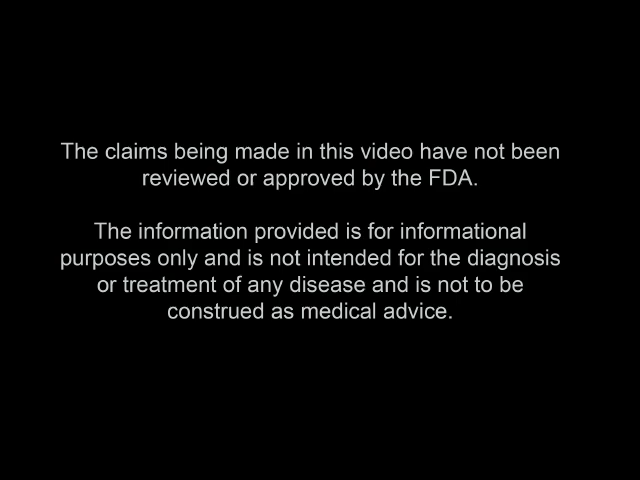 The claims being made in this video have not been
reviewed or approved by the FDA.
The information provided is for informational
purposes only and is not intended for the diagnosis
or treatment of any disease and is not to be
construed as medical advice.